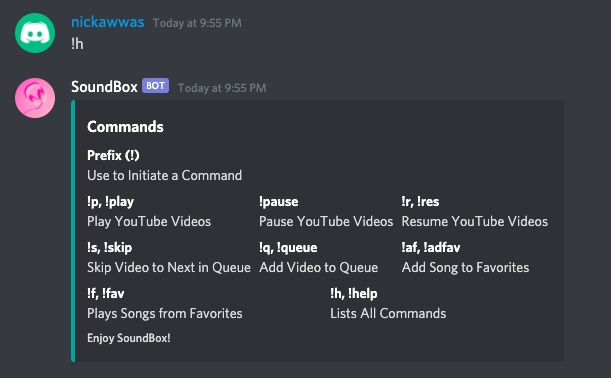 nickawwas Today at 9:55 PM
!h
SoundBox BOT Today at 9:55 PM
Commands
Prefix (!)
Use to Initiate a Command
!p, !play !pause !r, !res
Play YouTube Videos Pause YouTube Videos Resume YouTube Videos
!s, !skip !q, !queue !af, !adfav
Skip Video to Next in Queue Add Video to Queue Add Song to Favorites
!f, !fav !h, !help
Plays Songs from Favorites Lists All Commands
Enjoy SoundBox!